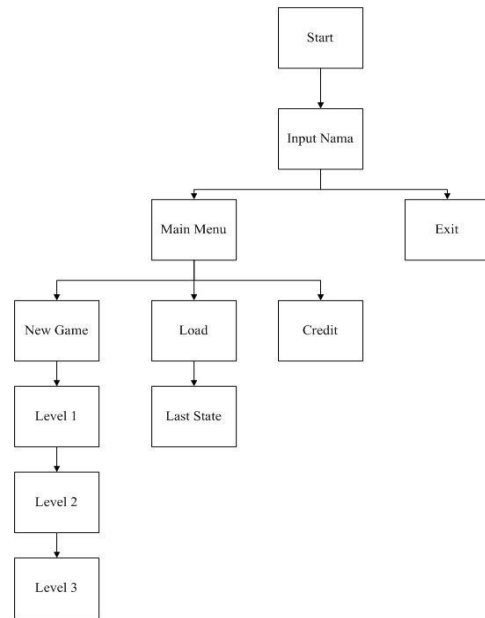 Start
Input Nama
Main Menu
Exit
New Game
Load
Credit
Level 1
Last State
Level 2
Level 3